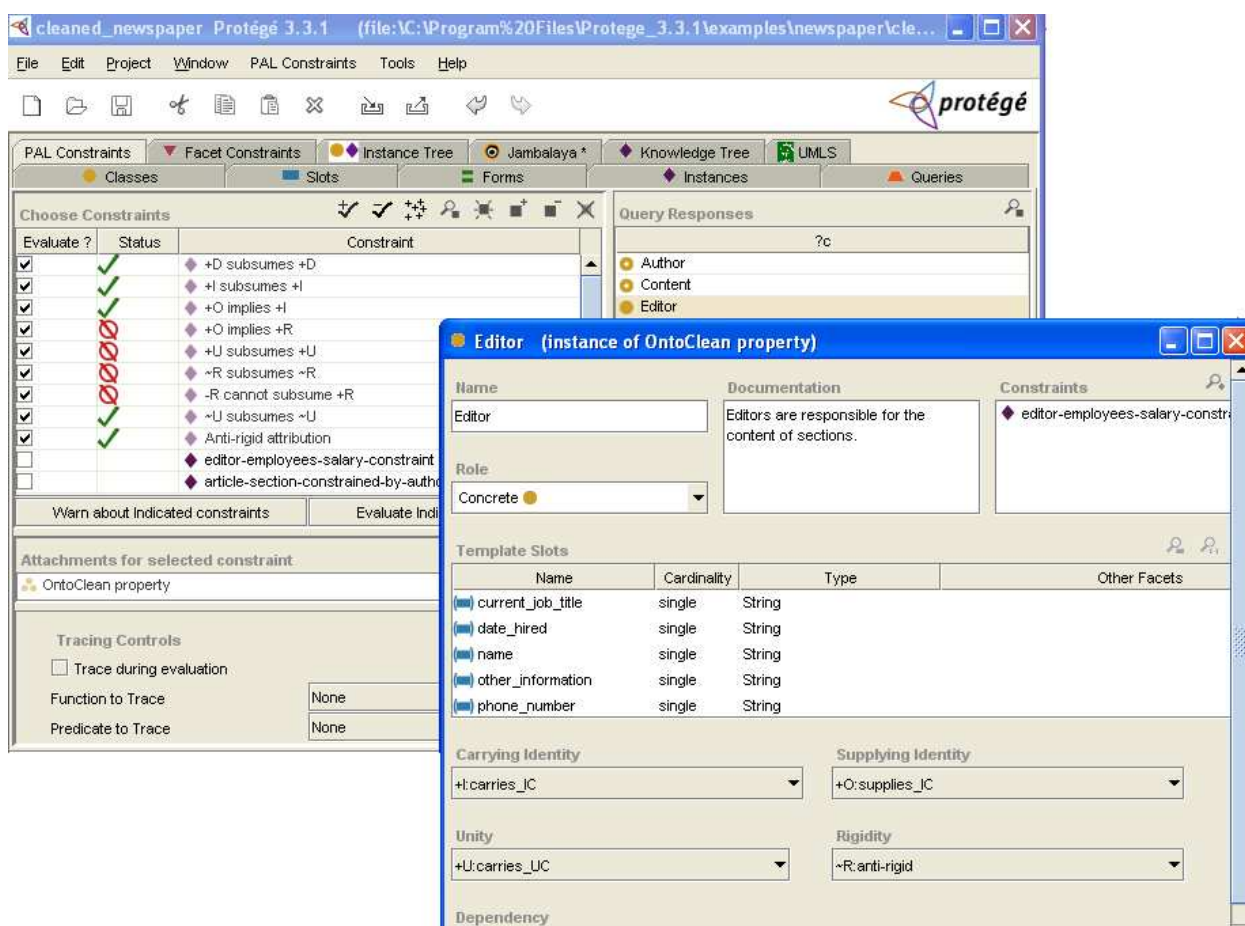 cleaned_newspaper Protégé 3.3.1 (file:\C:\Program%20Files\Protege_3.3.1\examples\newspaper\cle...
File Edit Project Window PAL Constraints Tools Help
protégé
PAL Constraints Facet Constraints Instance Tree Jambalaya * Knowledge Tree UMLS
Classes Slots Forms Instances Queries
Choose Constraints Query Responses
Evaluate ? Status Constraint ?c
+D subsumes +D Author
+I subsumes +I Content
+O implies +I Editor
+O implies +R
+U subsumes +U
~R subsumes ~R
-R cannot subsume +R
~U subsumes ~U
Anti-rigid attribution
editor-employees-salary-constraint
article-section-constrained-by-autho
Warn about Indicated constraints Evaluate Indi
Attachments for selected constraint
OntoClean property
Tracing Controls
Trace during evaluation
Function to Trace None
Predicate to Trace None
Editor (instance of OntoClean property)
Name Documentation Constraints
Editor Editors are responsible for the editor-employees-salary-constr
content of sections.
Role
Concrete
Template Slots
Name Cardinality Type Other Facets
current_job_title single String
date_hired single String
name single String
other_information single String
phone_number single String
Carrying Identity Supplying Identity
+I:carries_IC +O:supplies_IC
Unity Rigidity
+U:carries_UC ~R:anti-rigid
Dependency